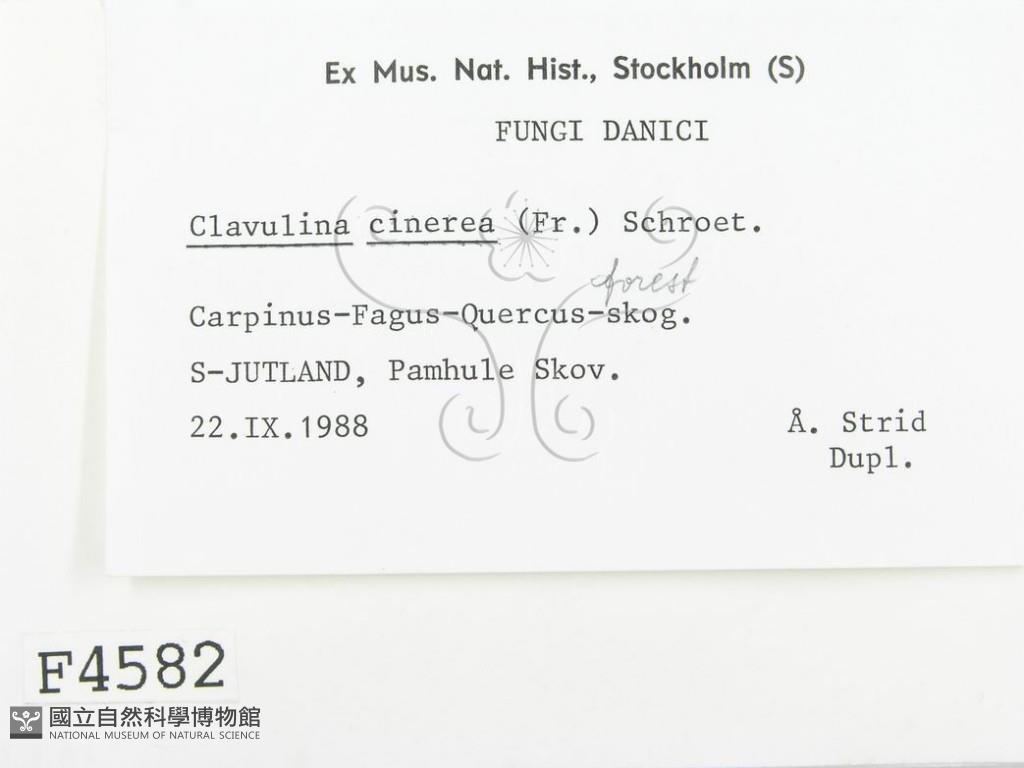 Ex Mus. Nat. Hist., Stockholm (S)
FUNGI DANICI
Clavulina cinerea (Fr.) Schroet.
forest
Carpinus-Fagus-Quercus-skog.
S-JUTLAND, Pamhule Skov.
22.IX.1988
Å. Strid
Dupl.
F4582
國立自然科學博物館
NATIONAL MUSEUM OF NATURAL SCIENCE